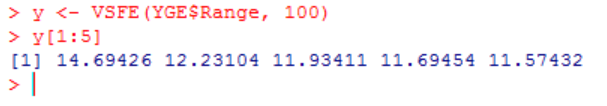 > y <- VSFE(YGE$Range, 100)
> y[1:5]
[1] 14.69426 12.23104 11.93411 11.69454 11.57432
>